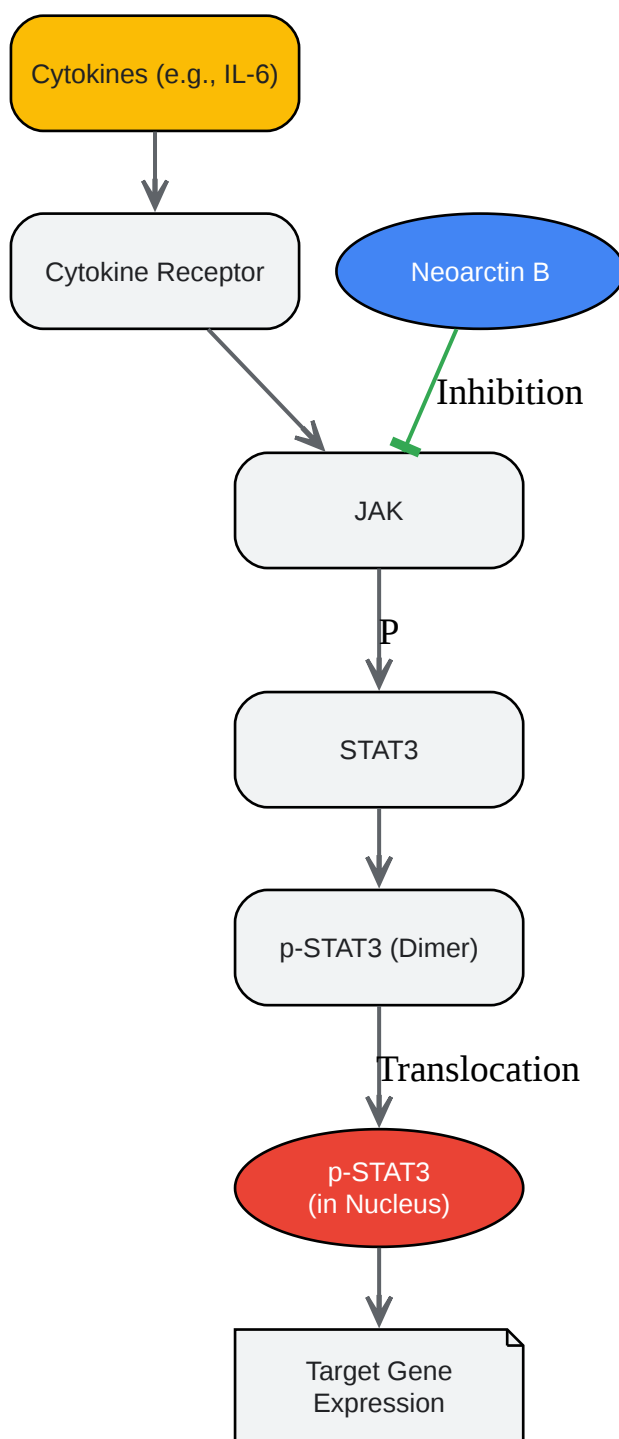 Cytokines (e.g., IL-6)
Cytokine Receptor
Neoarctin B
Inhibition
JAK
P
STAT3
p-STAT3 (Dimer)
Translocation
p-STAT3
(in Nucleus)
Target Gene
Expression